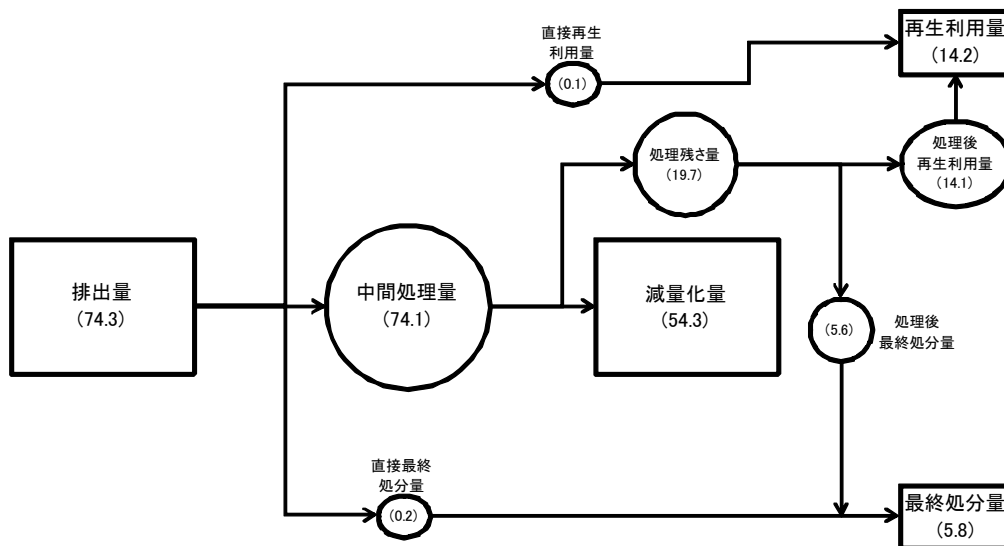 直接再生
利用量
(0.1)
再生利用量
(14.2)
処理残さ量
(19.7)
処理後
再生利用量
(14.1)
排出量
(74.3)
中間処理量
(74.1)
減量化量
(54.3)
(5.6)
処理後
最終処分量
直接最終
処分量
(0.2)
最終処分量
(5.8)